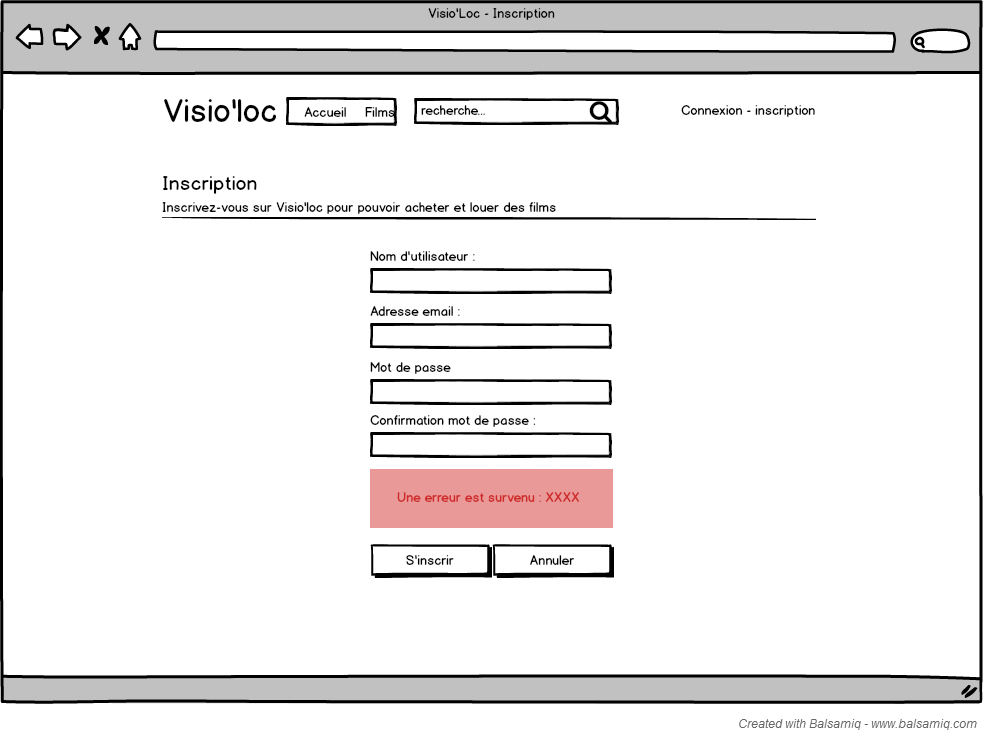 Visio'Loc - Inscription
Visio'loc Accueil Films recherche... Connexion - inscription
Inscription
Inscrivez-vous sur Visio'loc pour pouvoir acheter et louer des films
Nom d'utilisateur :
Adresse email :
Mot de passe
Confirmation mot de passe :
Une erreur est survenu : XXXX
S'inscrir Annuler
Created with Balsamiq - www.balsamiq.com